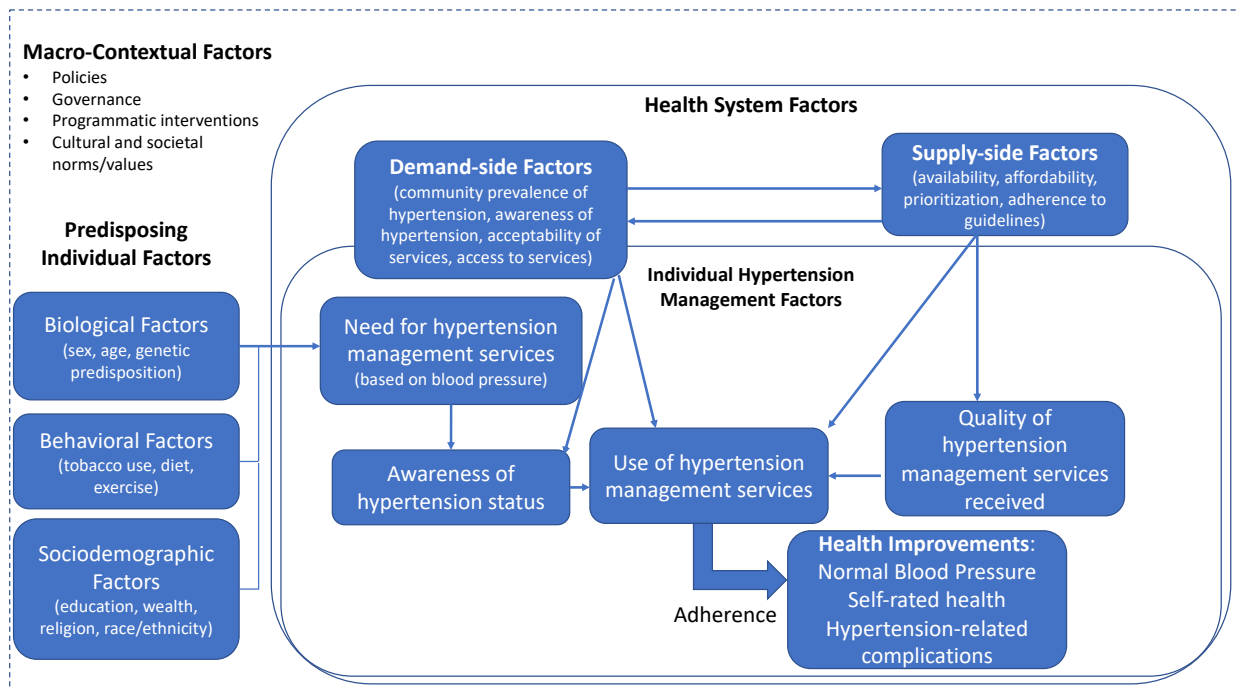 Macro-Contextual Factors
• Policies
• Governance
• Programmatic interventions
• Cultural and societal
norms/values
Health System Factors
Demand-side Factors
(community prevalence of
hypertension, awareness of
hypertension, acceptability of
services, access to services)
Supply-side Factors
(availability, affordability,
prioritization, adherence to
guidelines)
Predisposing
Individual Factors
Biological Factors
(sex, age, genetic
predisposition)
Behavioral Factors
(tobacco use, diet,
exercise)
Sociodemographic
Factors
(education, wealth,
religion, race/ethnicity)
Individual Hypertension
Management Factors
Need for hypertension
management services
(based on blood pressure)
Awareness of
hypertension status
Use of hypertension
management services
Quality of
hypertension
management services
received
Adherence
Health Improvements:
Normal Blood Pressure
Self-rated health
Hypertension-related
complications